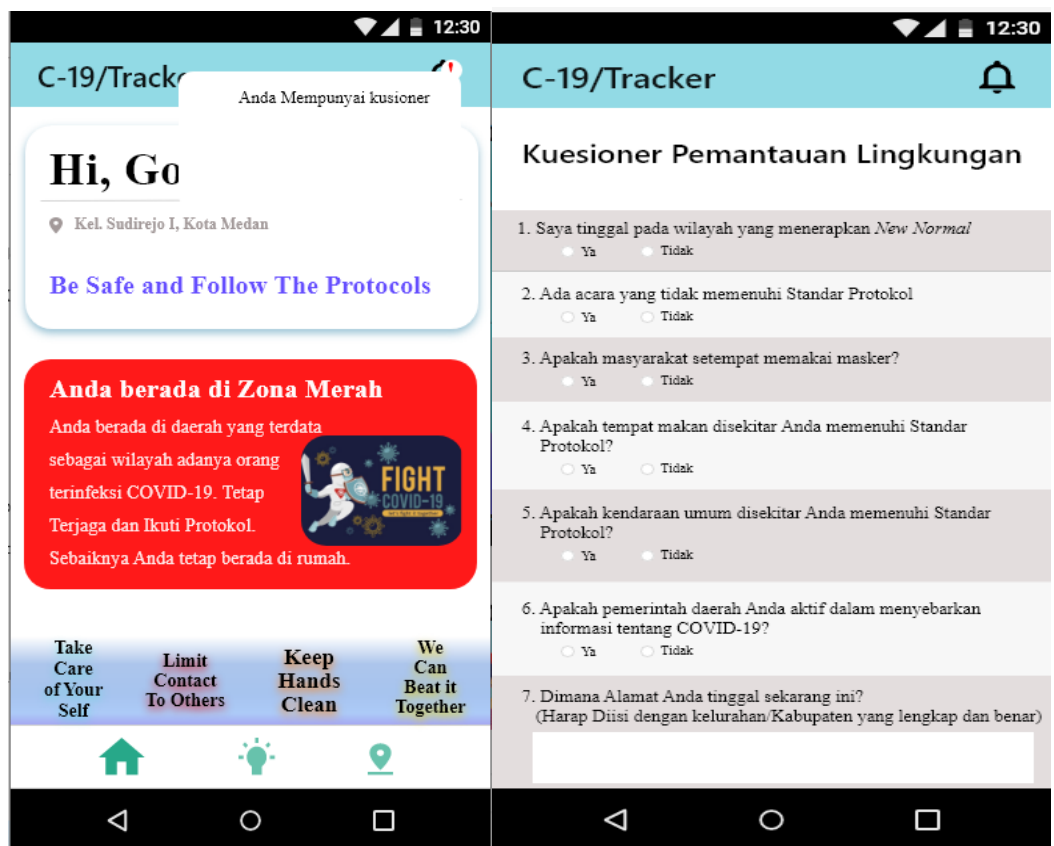 12:30
C-19/Tracke
Anda Mempunyai kusioner
Hi, Go
Kel. Sudirejo I, Kota Medan
Be Safe and Follow The Protocols
Anda berada di Zona Merah
Anda berada di daerah yang terdata
sebagai wilayah adanya orang
terinfeksi COVID-19. Tetap
Terjaga dan Ikuti Protokol.
Sebaiknya Anda tetap berada di rumah.
FIGHT
COVID-19
Take
Care
of Your
Self
Limit
Contact
To Others
Keep
Hands
Clean
We
Can
Beat it
Together
12:30
C-19/Tracker
Kuesioner Pemantauan Lingkungan
1. Saya tinggal pada wilayah yang menerapkan New Normal
Ya Tidak
2. Ada acara yang tidak memenuhi Standar Protokol
Ya Tidak
3. Apakah masyarakat setempat memakai masker?
Ya Tidak
4. Apakah tempat makan disekitar Anda memenuhi Standar
Protokol?
Ya Tidak
5. Apakah kendaraan umum disekitar Anda memenuhi Standar
Protokol?
Ya Tidak
6. Apakah pemerintah daerah Anda aktif dalam menyebarkan
informasi tentang COVID-19?
Ya Tidak
7. Dimana Alamat Anda tinggal sekarang ini?
(Harap Diisi dengan kelurahan/Kabupaten yang lengkap dan benar)